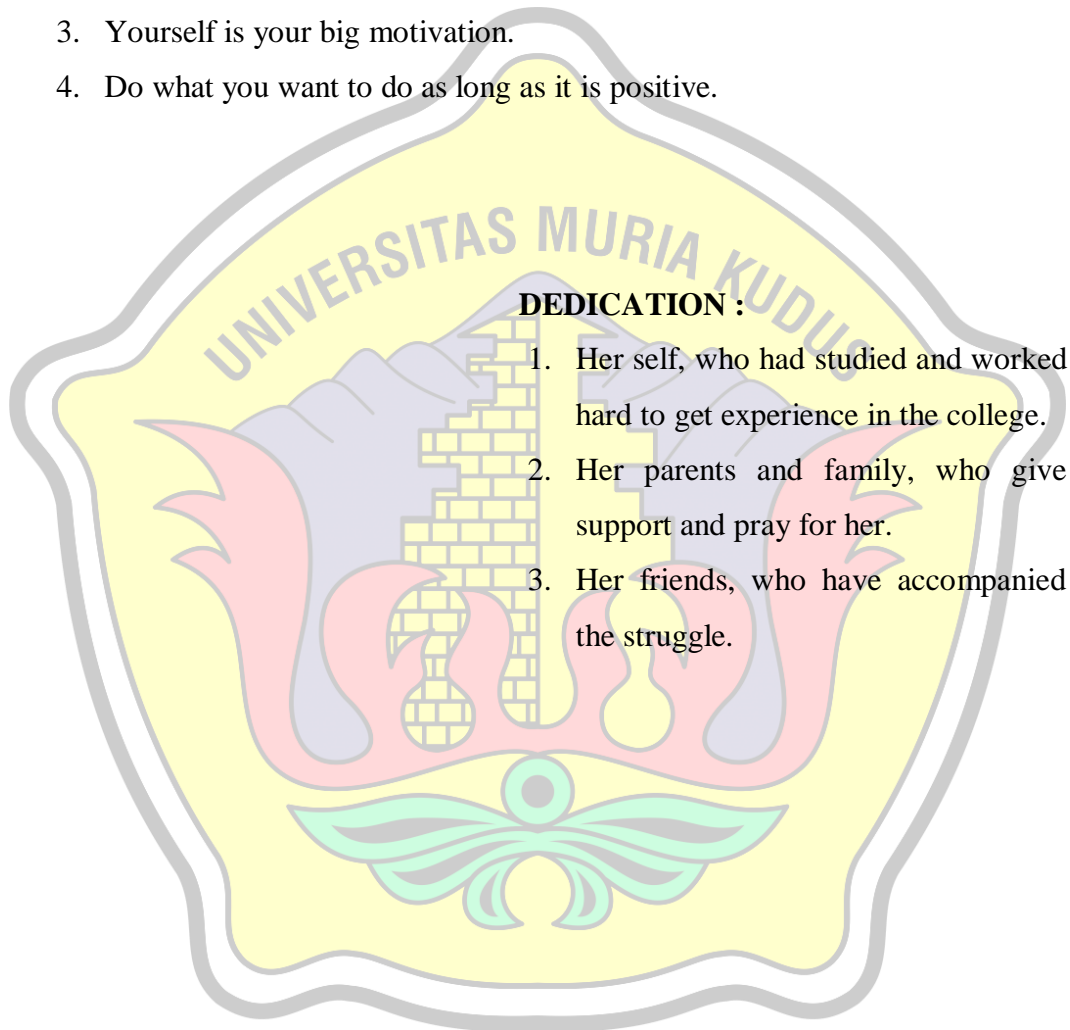 3. Yourself is your big motivation.
4. Do what you want to do as long as it is positive.
UNIVERSITAS MURIA KUDUS
DEDICATION :
1. Her self, who had studied and worked
hard to get experience in the college.
2. Her parents and family, who give
support and pray for her.
3. Her friends, who have accompanied
the struggle.